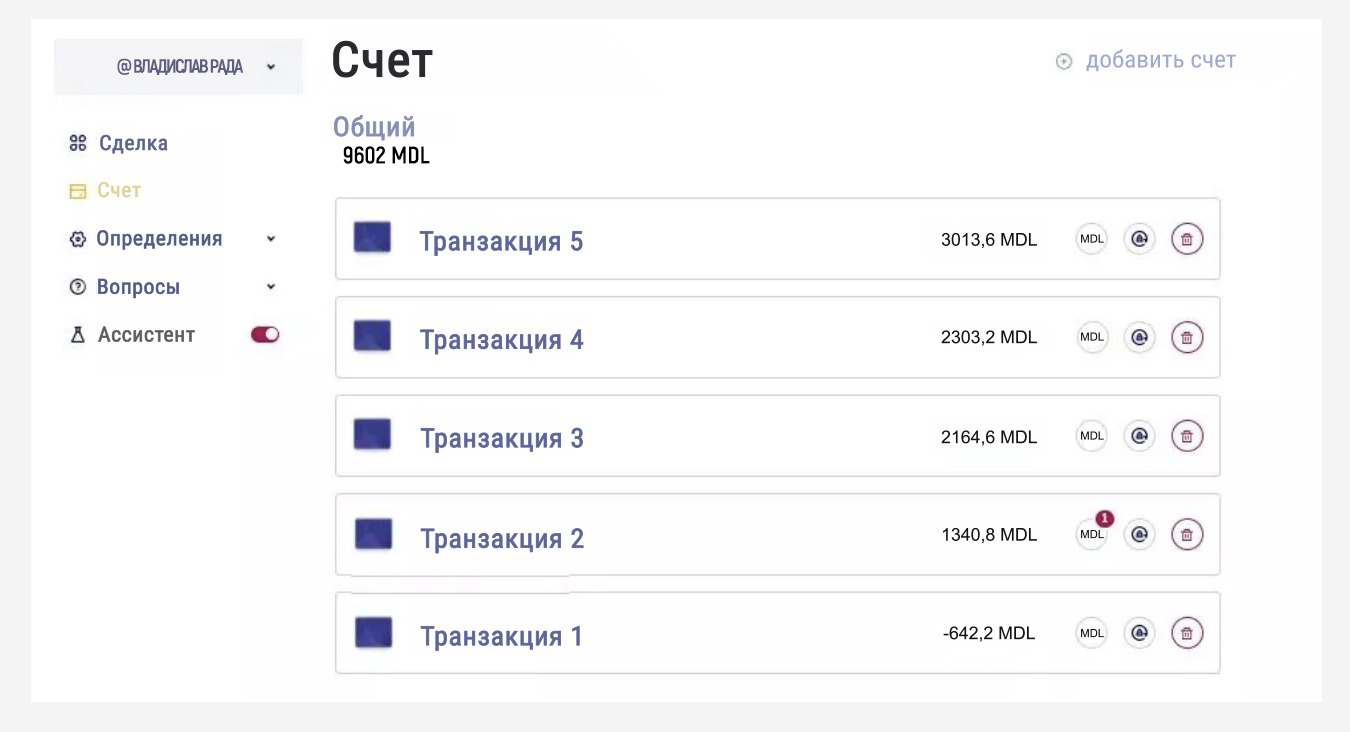 @ВЛАДИСЛАВ РАДА
Счет
добавить счет
Общий
9602 MDL
Сделка
Счет
Определения
Вопросы
Ассистент
Транзакция 5 3013,6 MDL MDL
Транзакция 4 2303,2 MDL MDL
Транзакция 3 2164,6 MDL MDL
Транзакция 2 1340,8 MDL MDL 1
Транзакция 1 -642,2 MDL MDL